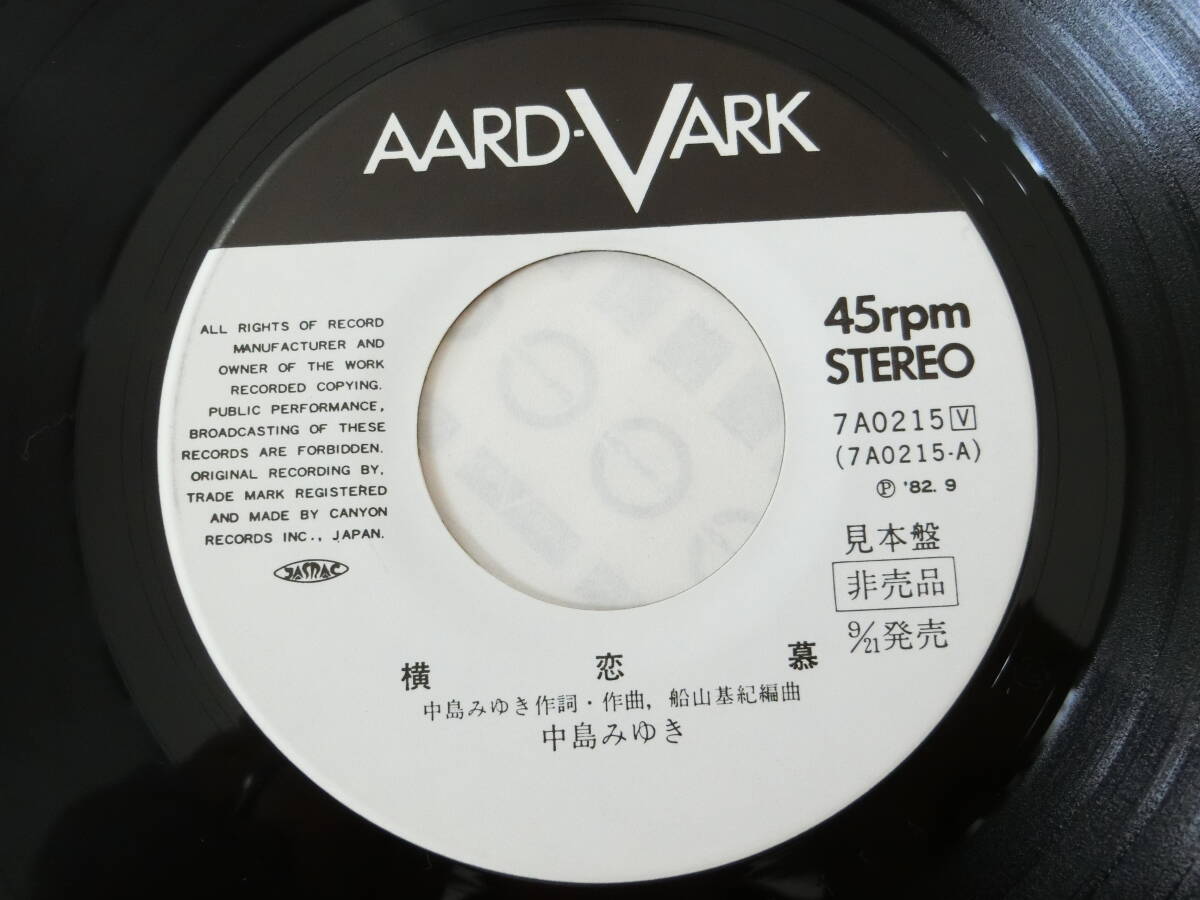 AARD-VARK
ALL RIGHTS OF RECORD
MANUFACTURER AND
OWNER OF THE WORK
RECORDED COPYING.
PUBLIC PERFORMANCE,
BROADCASTING OF THESE
RECORDS ARE FORBIDDEN.
ORIGINAL RECORDING BY,
TRADE MARK REGISTERED
AND MADE BY CANYON
RECORDS INC., JAPAN.
JASRAC
45rpm
STEREO
7A0215 V
(7A0215-A)
Ⓟ '82. 9
見本盤
非売品
9/21発売
横恋慕
中島みゆき作詞・作曲, 船山基紀編曲
中島みゆき